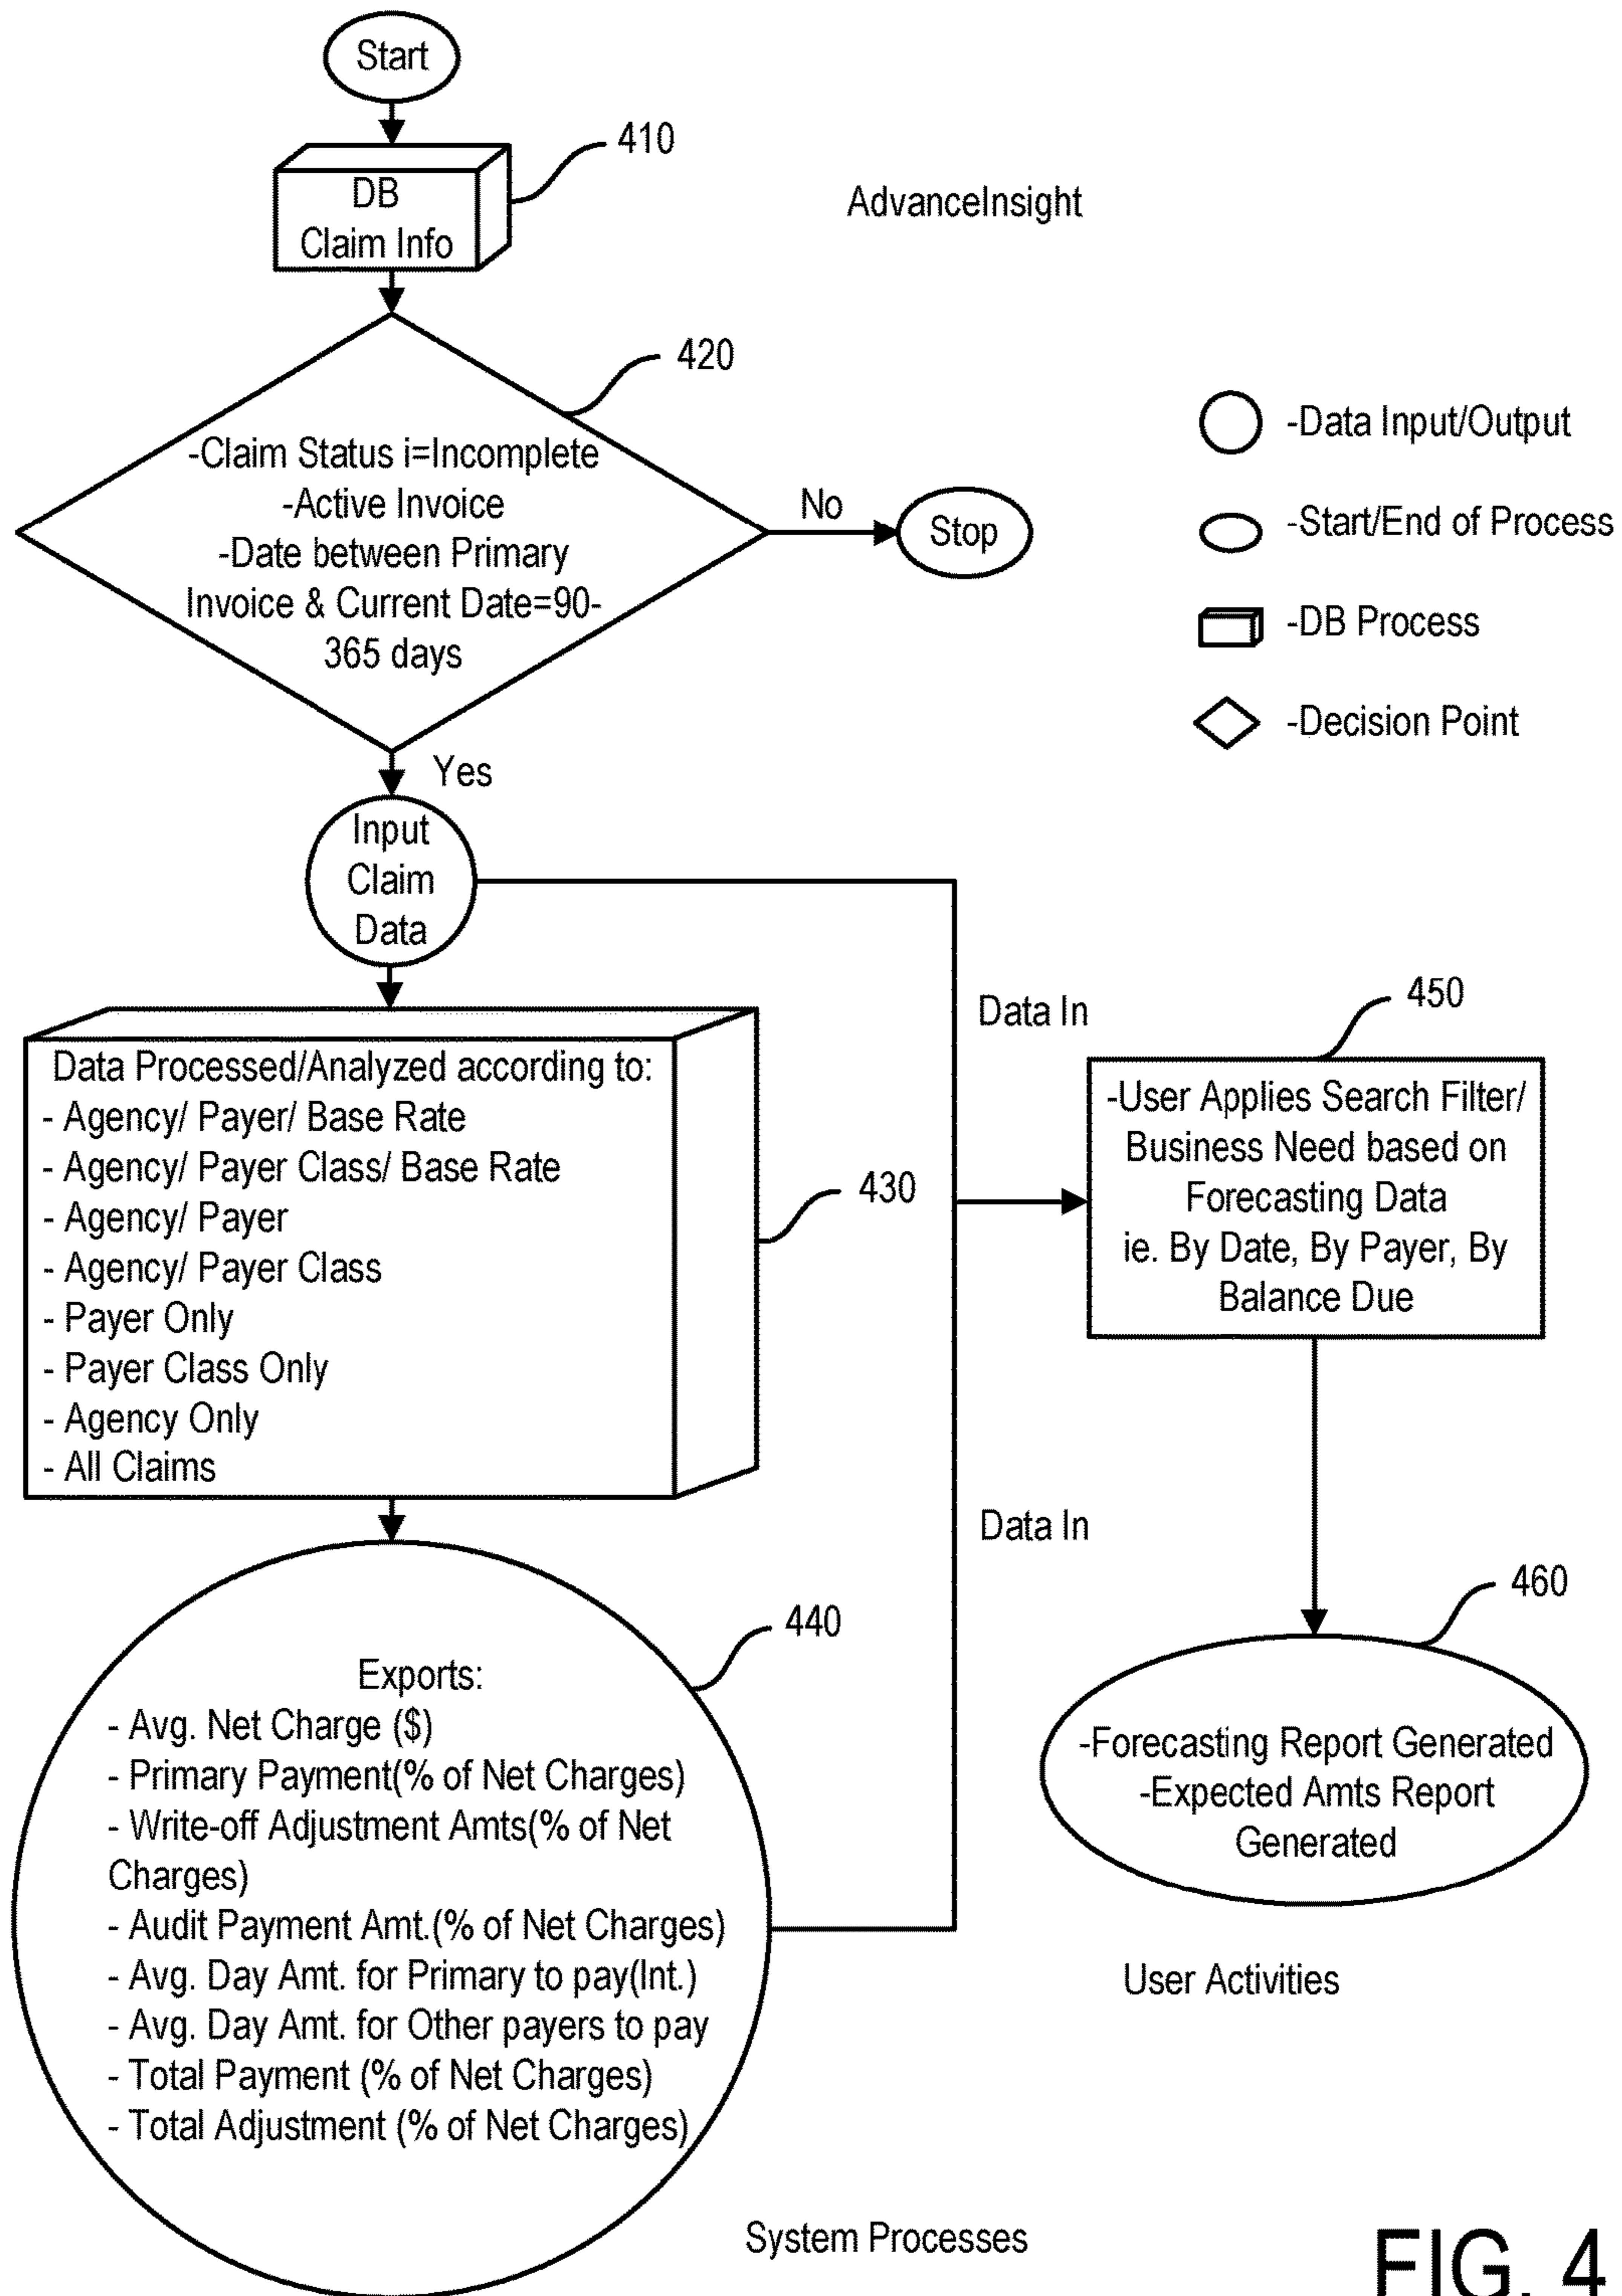 Start
410
DB
Claim Info
AdvanceInsight
420
-Claim Status i=Incomplete
-Active Invoice
-Date between Primary
Invoice & Current Date=90-
365 days
No
Stop
-Data Input/Output
-Start/End of Process
-DB Process
-Decision Point
Yes
Input
Claim
Data
Data In
Data Processed/Analyzed according to:
- Agency/ Payer/ Base Rate
- Agency/ Payer Class/ Base Rate
- Agency/ Payer
- Agency/ Payer Class
- Payer Only
- Payer Class Only
- Agency Only
- All Claims
430
450
-User Applies Search Filter/
Business Need based on
Forecasting Data
ie. By Date, By Payer, By
Balance Due
Data In
440
Exports:
- Avg. Net Charge ($)
- Primary Payment(% of Net Charges)
- Write-off Adjustment Amts(% of Net
Charges)
- Audit Payment Amt.(% of Net Charges)
- Avg. Day Amt. for Primary to pay(Int.)
- Avg. Day Amt. for Other payers to pay
- Total Payment (% of Net Charges)
- Total Adjustment (% of Net Charges)
460
-Forecasting Report Generated
-Expected Amts Report
Generated
User Activities
System Processes
FIG. 4